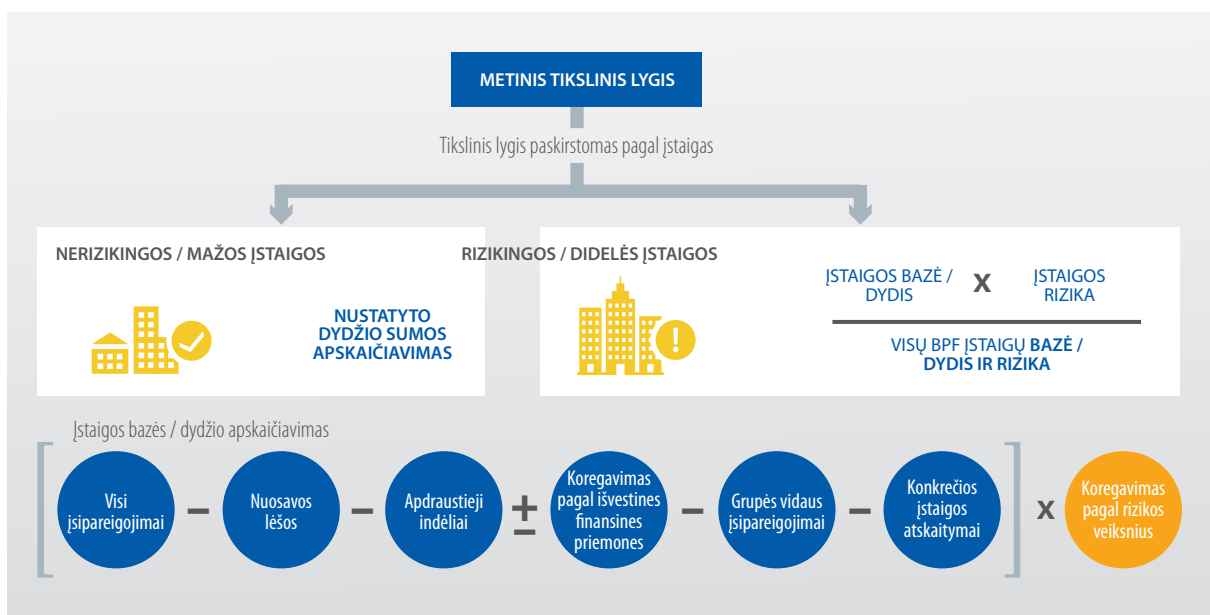 METINIS TIKSLINIS LYGIS
Tikslinis lygis paskirstomas pagal įstaigas
NERIZIKINGOS / MAŽOS ĮSTAIGOS
NUSTATYTO
DYDŽIO SUMOS
APSKAIČIAVIMAS
RIZIKINGOS / DIDELĖS ĮSTAIGOS
ĮSTAIGOS BAZĖ /
DYDIS
X
ĮSTAIGOS
RIZIKA
VISŲ BPF ĮSTAIGŲ BAZĖ /
DYDIS IR RIZIKA
Įstaigos bazės / dydžio apskaičiavimas
[
Visi
įsipareigojimai
–
Nuosavos
lėšos
–
Apdraustieji
indėliai
±
Koregavimas
pagal išvestines
finansines
priemones
–
Grupės vidaus
įsipareigojimai
–
Konkrečios
įstaigos
atskaitymai
]
x
Koregavimas
pagal rizikos
veiksnius